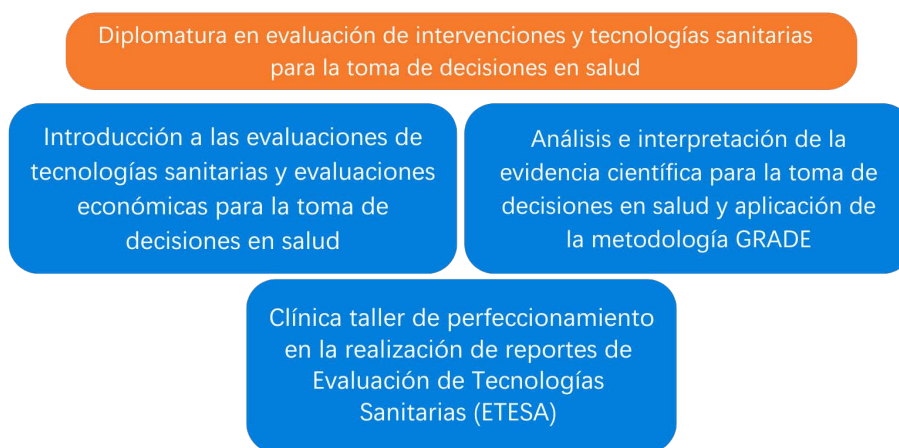 Diplomatura en evaluación de intervenciones y tecnologías sanitarias
para la toma de decisiones en salud
Introducción a las evaluaciones de
tecnologías sanitarias y evaluaciones
económicas para la toma de
decisiones en salud
Análisis e interpretación de la
evidencia científica para la toma de
decisiones en salud y aplicación de
la metodología GRADE
Clínica taller de perfeccionamiento
en la realización de reportes de
Evaluación de Tecnologías
Sanitarias (ETESA)